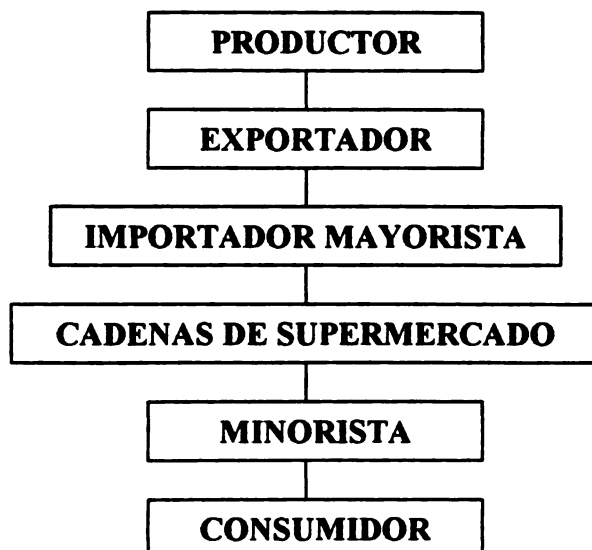 PRODUCTOR
EXPORTADOR
IMPORTADOR MAYORISTA
CADENAS DE SUPERMERCADO
MINORISTA
CONSUMIDOR